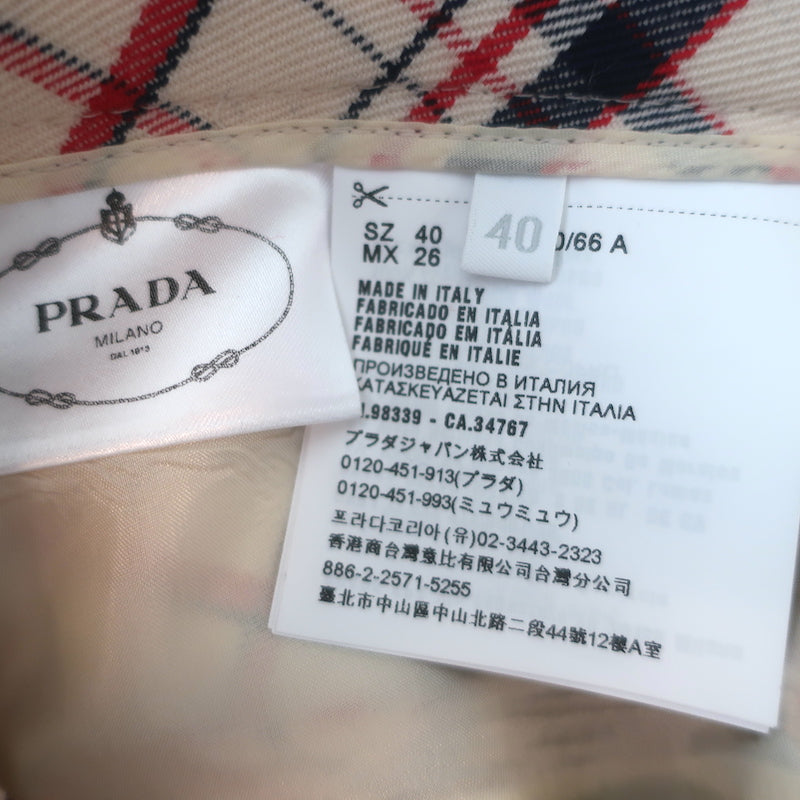 PRADA
MILANO
DAL 1913
SZ 40
MX 26
40
0/66 A
MADE IN ITALY
FABRICADO EN ITALIA
FABRICADO EM ITÁLIA
FABRIQUÉ EN ITALIE
ПРОИЗВЕДЕНО В ИТАЛИЯ
ΚΑΤΑΣΚΕΥΑΖΕΤΑΙ ΣΤΗΝ ΙΤΑΛΙΑ
.98339 - CA.34767
プラダジャパン株式会社
0120-451-913(プラダ)
0120-451-993(ミュウミュウ)
프라다코리아(유)02-3443-2323
香港商台灣意比有限公司台灣分公司
886-2-2571-5255
臺北市中山區中山北路二段44號12樓A室